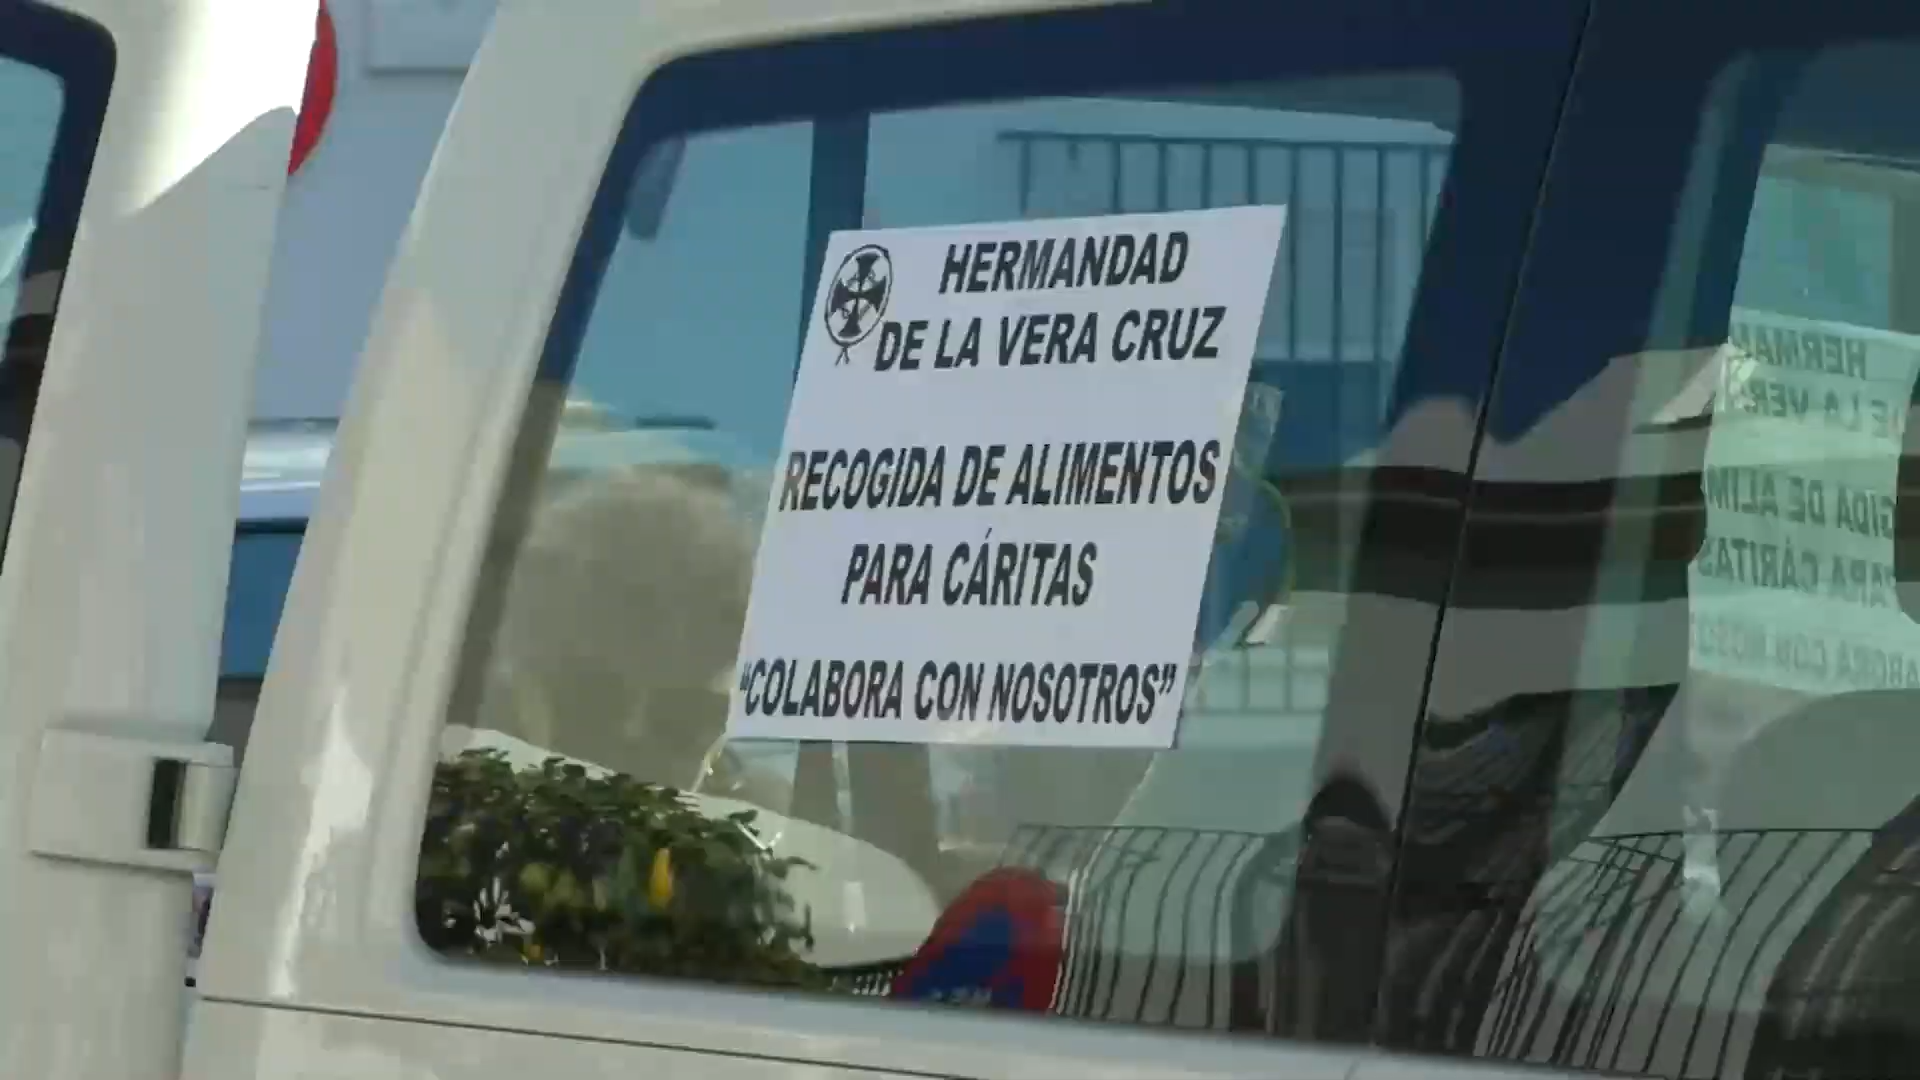 HERMANDAD
DE LA VERA CRUZ
RECOGIDA DE ALIMENTOS
PARA CÁRITAS
“COLABORA CON NOSOTROS”